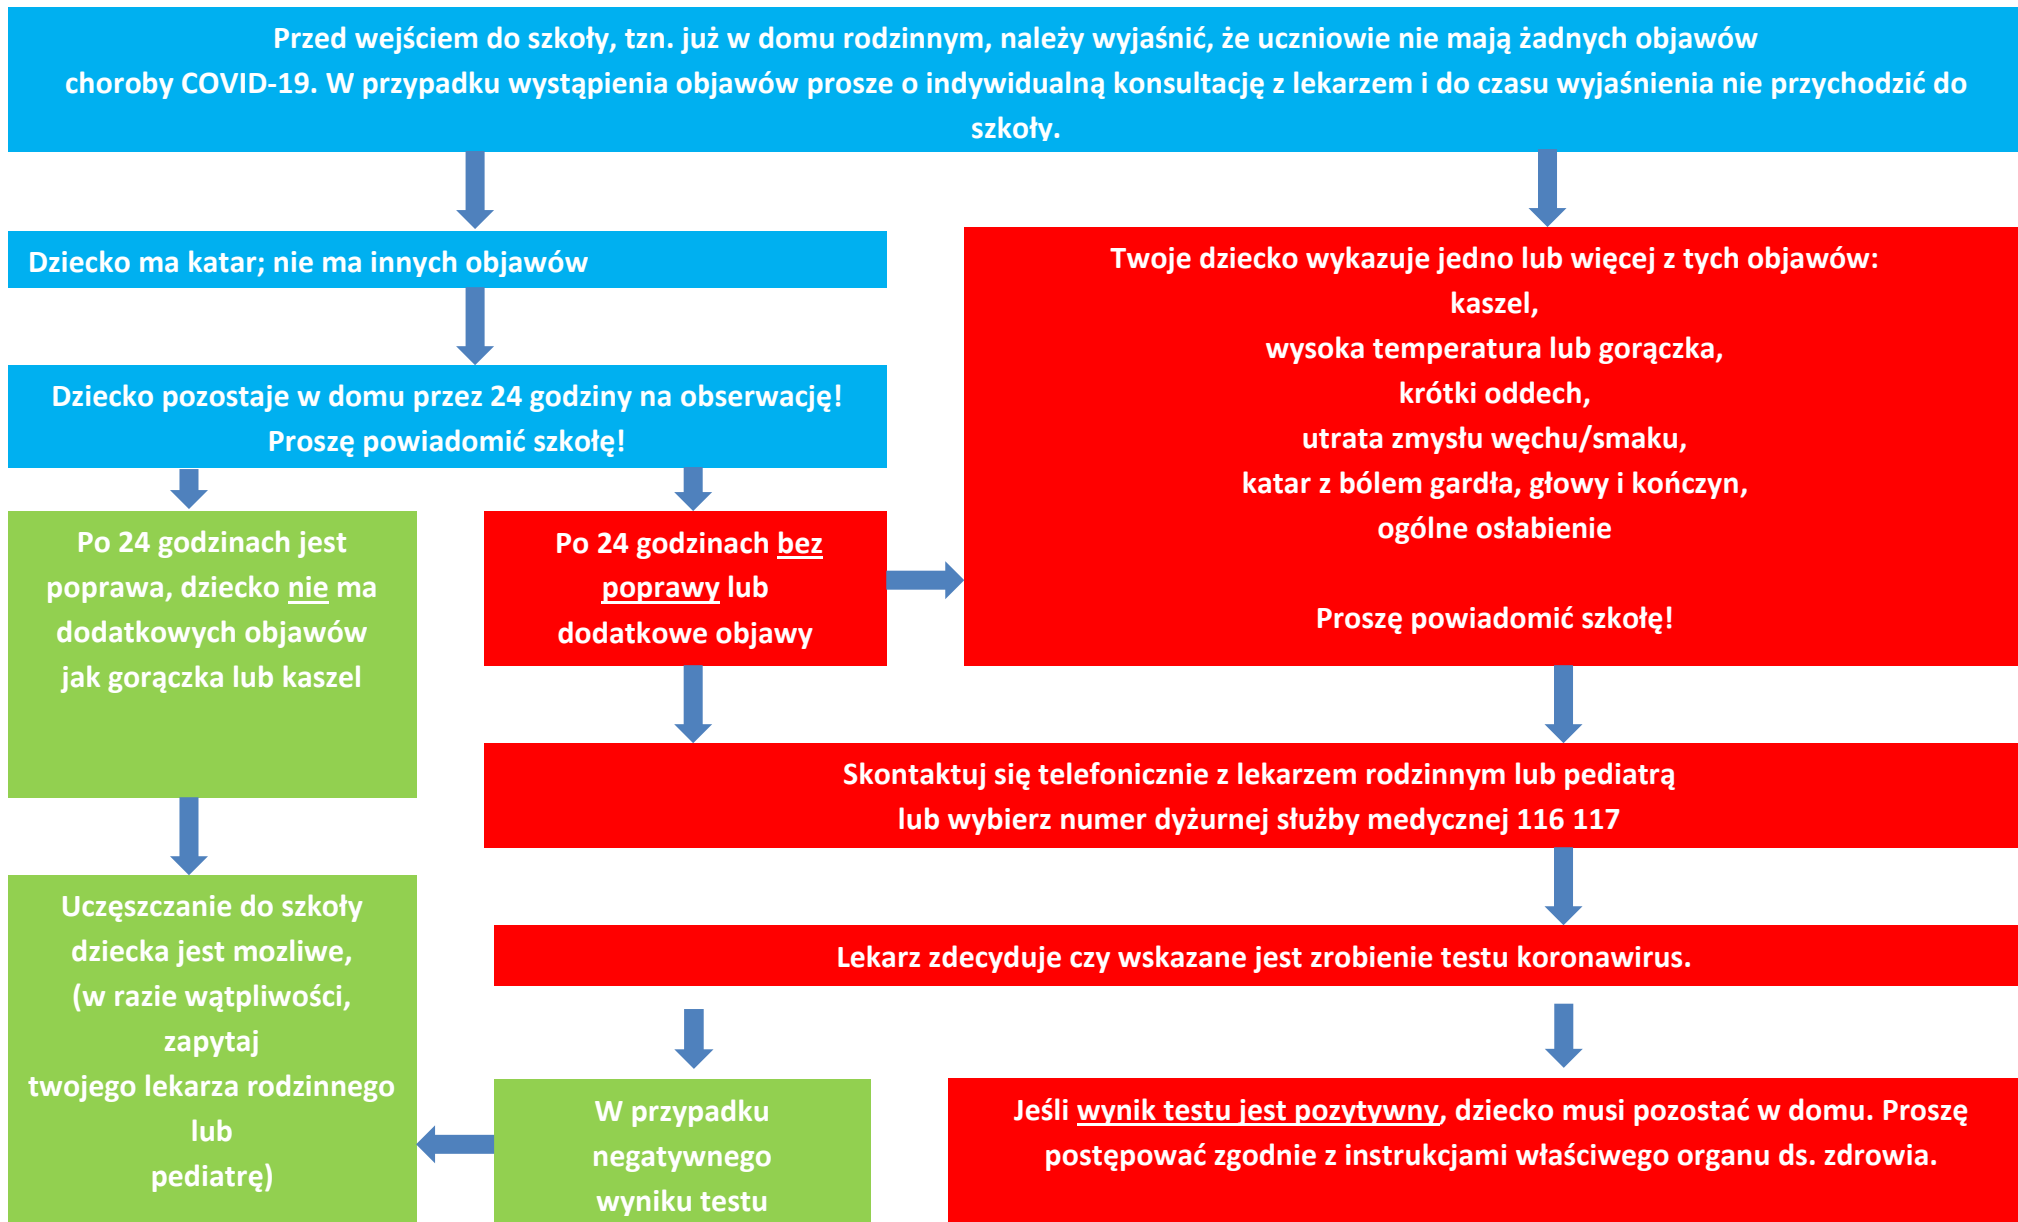 Przed wejściem do szkoły, tzn. już w domu rodzinnym, należy wyjaśnić, że uczniowie nie mają żadnych objawów
choroby COVID-19. W przypadku wystąpienia objawów prosze o indywidualną konsultację z lekarzem i do czasu wyjaśnienia nie przychodzić do
szkoły.
Dziecko ma katar; nie ma innych objawów
Dziecko pozostaje w domu przez 24 godziny na obserwację!
Proszę powiadomić szkołę!
Twoje dziecko wykazuje jedno lub więcej z tych objawów:
kaszel,
wysoka temperatura lub gorączka,
krótki oddech,
utrata zmysłu węchu/smaku,
katar z bólem gardła, głowy i kończyn,
ogólne osłabienie
Proszę powiadomić szkołę!
Po 24 godzinach jest
poprawa, dziecko nie ma
dodatkowych objawów
jak gorączka lub kaszel
Po 24 godzinach bez
poprawy lub
dodatkowe objawy
Skontaktuj się telefonicznie z lekarzem rodzinnym lub pediatrą
lub wybierz numer dyżurnej służby medycznej 116 117
Uczęszczanie do szkoły
dziecka jest mozliwe,
(w razie wątpliwości,
zapytaj
twojego lekarza rodzinnego
lub
pediatrę)
Lekarz zdecyduje czy wskazane jest zrobienie testu koronawirus.
W przypadku
negatywnego
wyniku testu
Jeśli wynik testu jest pozytywny, dziecko musi pozostać w domu. Proszę
postępować zgodnie z instrukcjami właściwego organu ds. zdrowia.